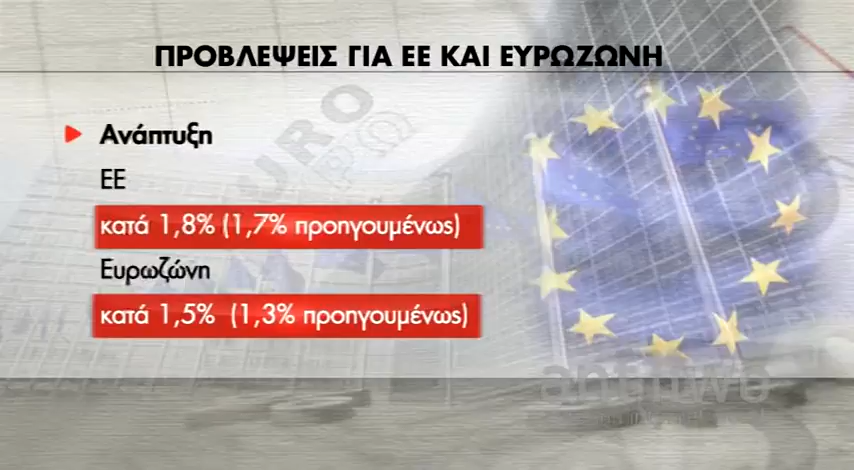 ΠΡΟΒΛΕΨΕΙΣ ΓΙΑ ΕΕ ΚΑΙ ΕΥΡΩΖΩΝΗ
Ανάπτυξη
ΕΕ
κατά 1,8% (1,7% προηγουμένως)
Ευρωζώνη
κατά 1,5% (1,3% προηγουμένως)